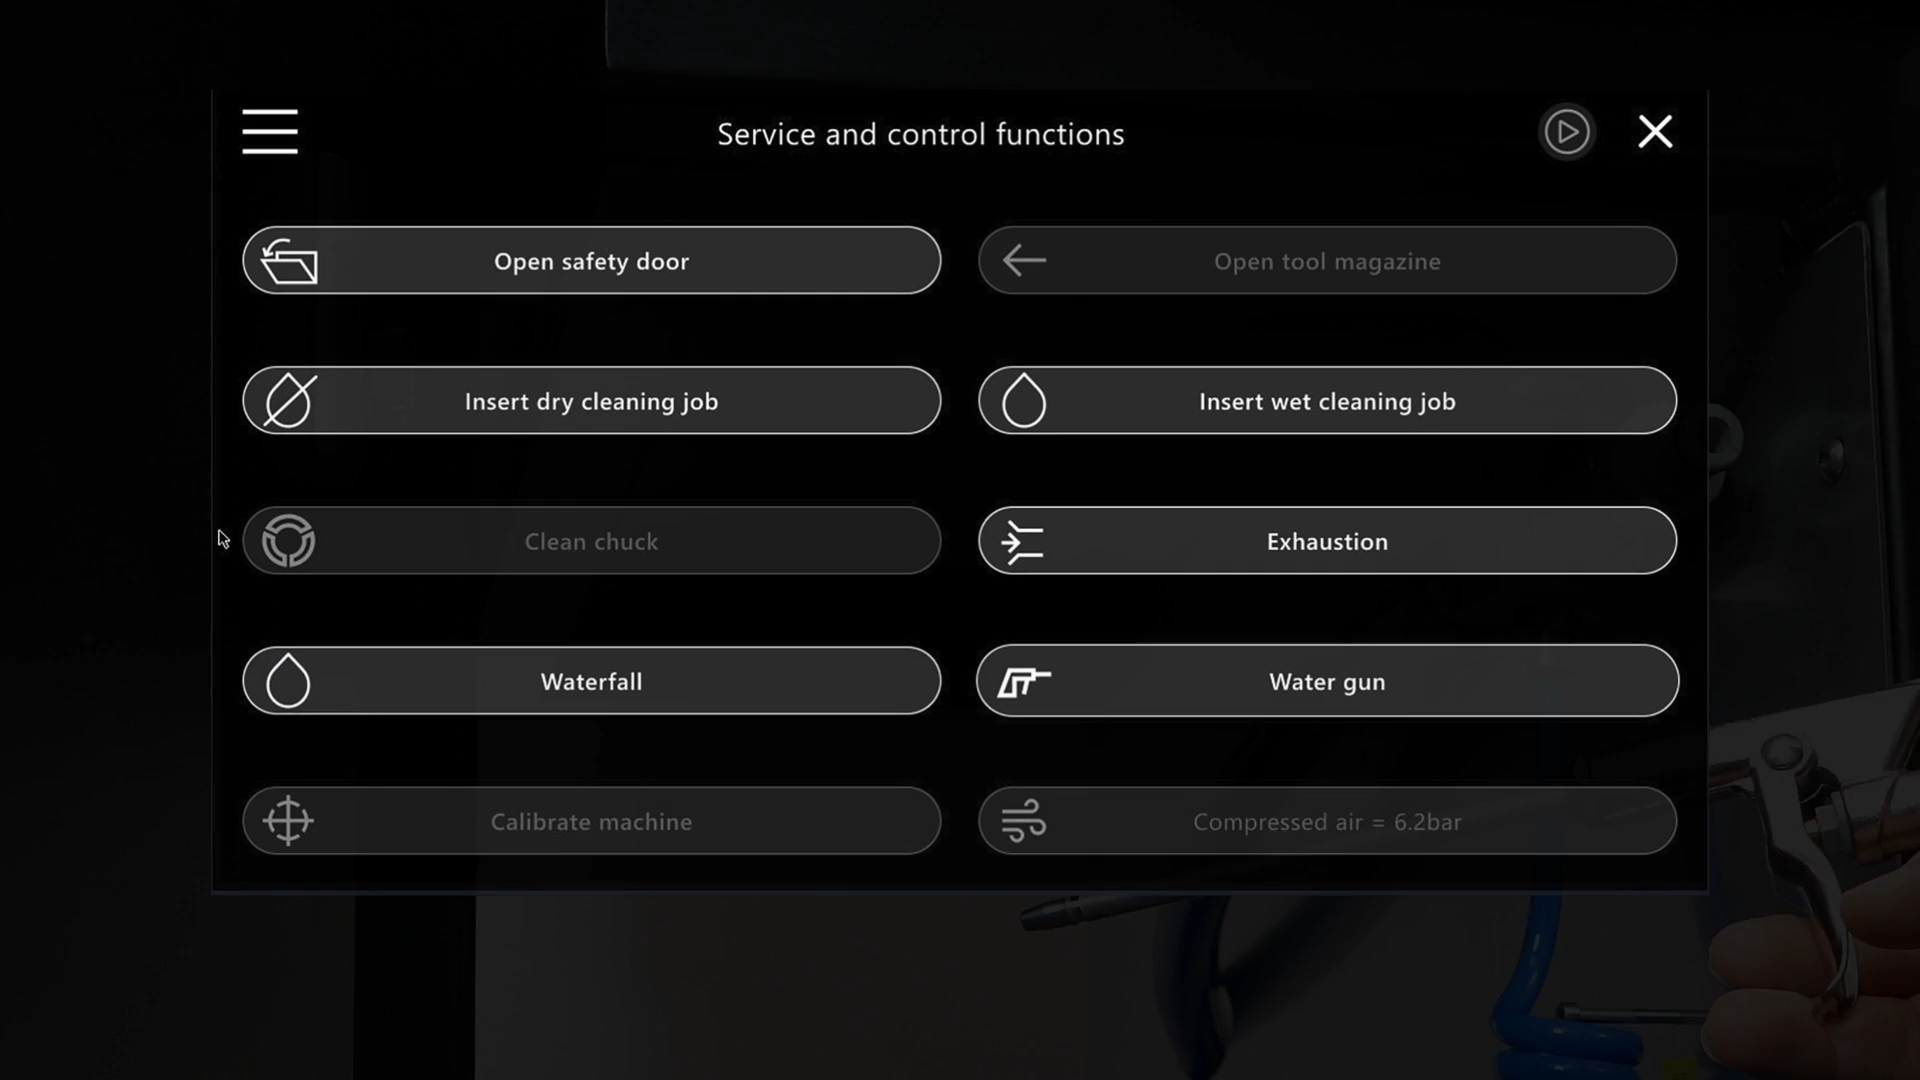 Service and control functions
Open safety door
Open tool magazine
Insert dry cleaning job
Insert wet cleaning job
Clean chuck
Exhaustion
Waterfall
Water gun
Calibrate machine
Compressed air = 6.2bar